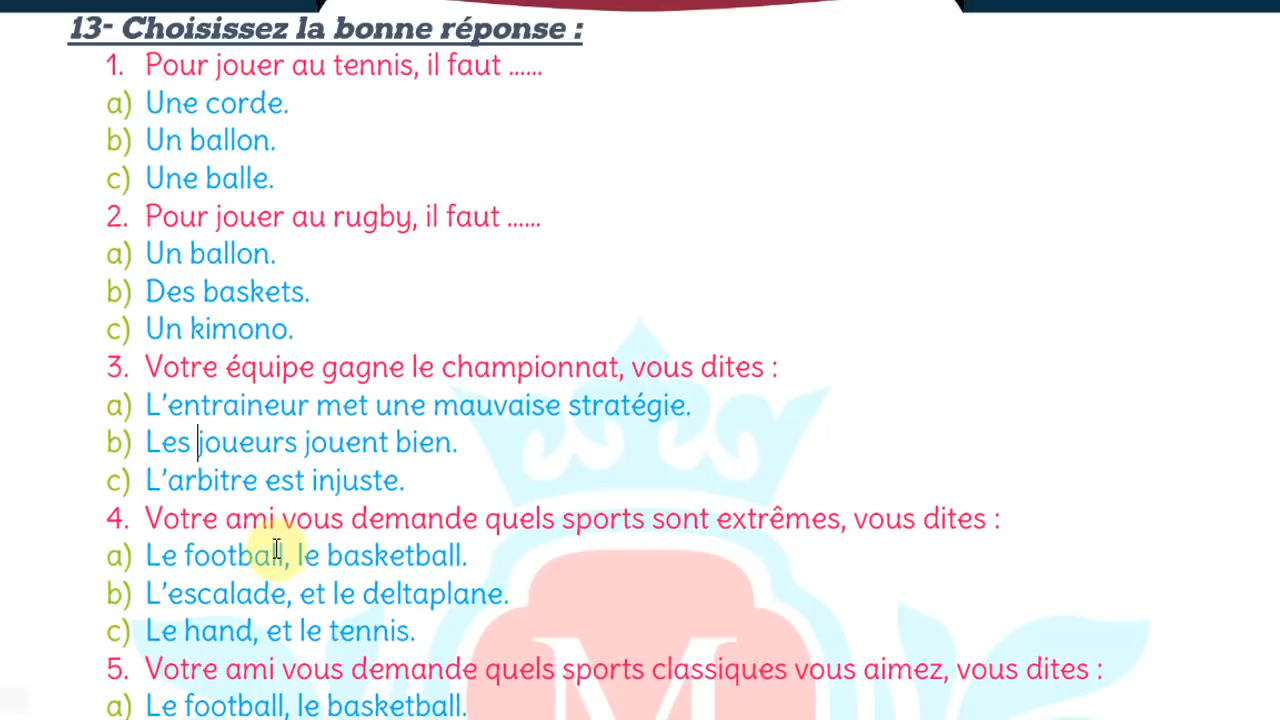 13- Choisissez la bonne réponse :
1. Pour jouer au tennis, il faut ......
a) Une corde.
b) Un ballon.
c) Une balle.
2. Pour jouer au rugby, il faut ......
a) Un ballon.
b) Des baskets.
c) Un kimono.
3. Votre équipe gagne le championnat, vous dites :
a) L'entraineur met une mauvaise stratégie.
b) Les joueurs jouent bien.
c) L'arbitre est injuste.
4. Votre ami vous demande quels sports sont extrêmes, vous dites :
a) Le football, le basketball.
b) L'escalade, et le deltaplane.
c) Le hand, et le tennis.
5. Votre ami vous demande quels sports classiques vous aimez, vous dites :
a) Le football, le basketball.
M